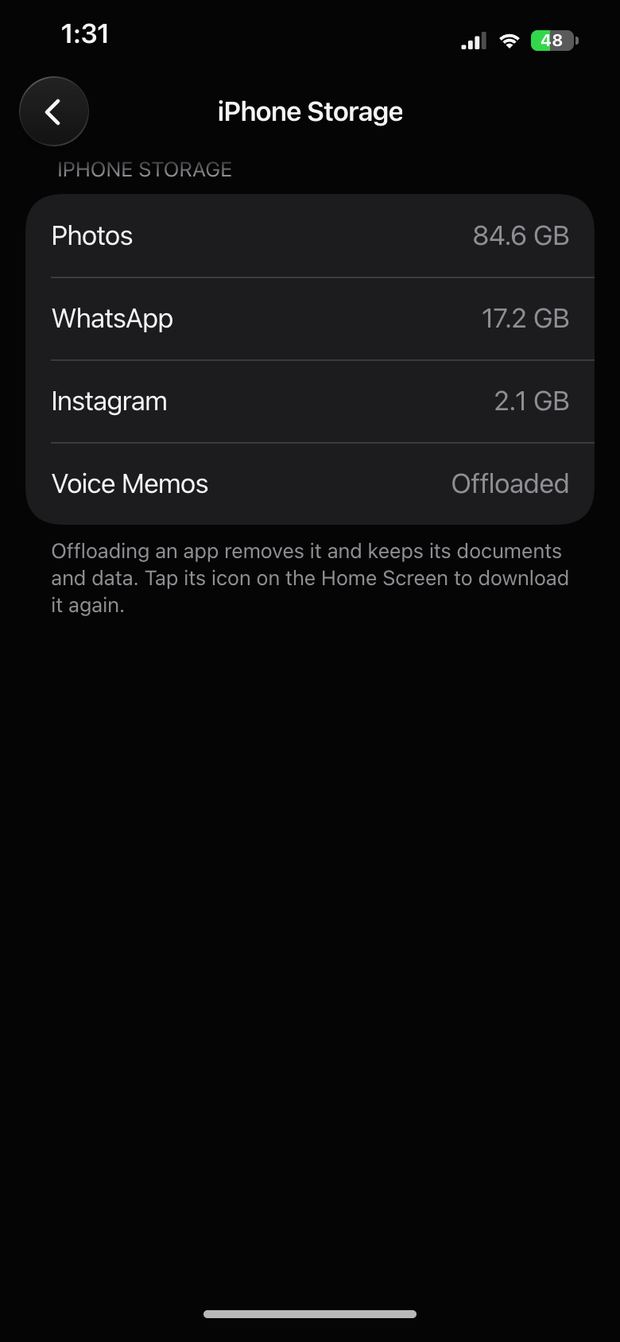 1:31
48
iPhone Storage
IPHONE STORAGE
Photos 84.6 GB
WhatsApp 17.2 GB
Instagram 2.1 GB
Voice Memos Offloaded
Offloading an app removes it and keeps its documents
and data. Tap its icon on the Home Screen to download
it again.